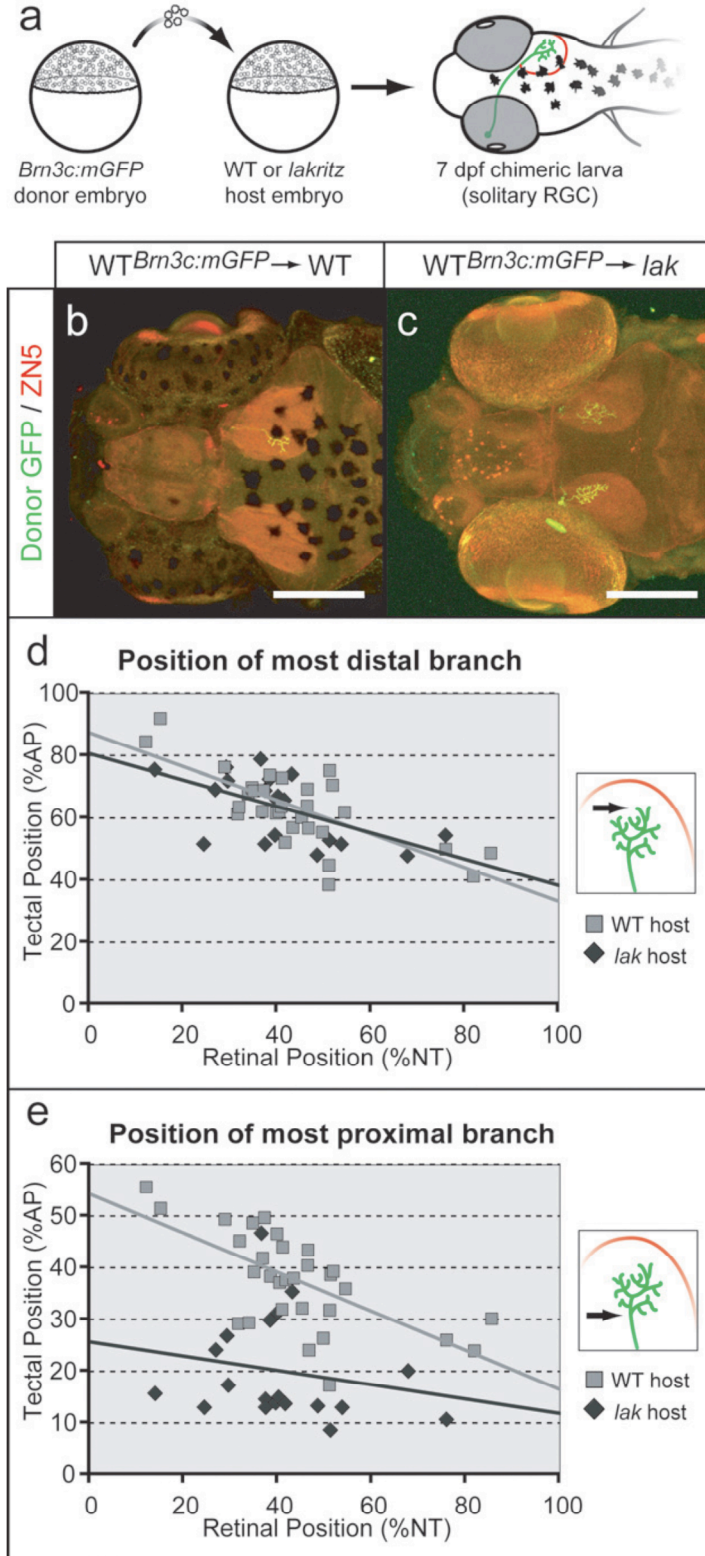 a
Brn3c:mGFP
donor embryo
WT or lakritz
host embryo
7 dpf chimeric larva
(solitary RGC)
WT Brn3c:mGFP → WT
WT Brn3c:mGFP → lak
Donor GFP / ZN5
b
c
d
Position of most distal branch
Tectal Position (%AP)
100
80
60
40
20
0
0 20 40 60 80 100
Retinal Position (%NT)
WT host
lak host
e
Position of most proximal branch
Tectal Position (%AP)
60
50
40
30
20
10
0
0 20 40 60 80 100
Retinal Position (%NT)
WT host
lak host